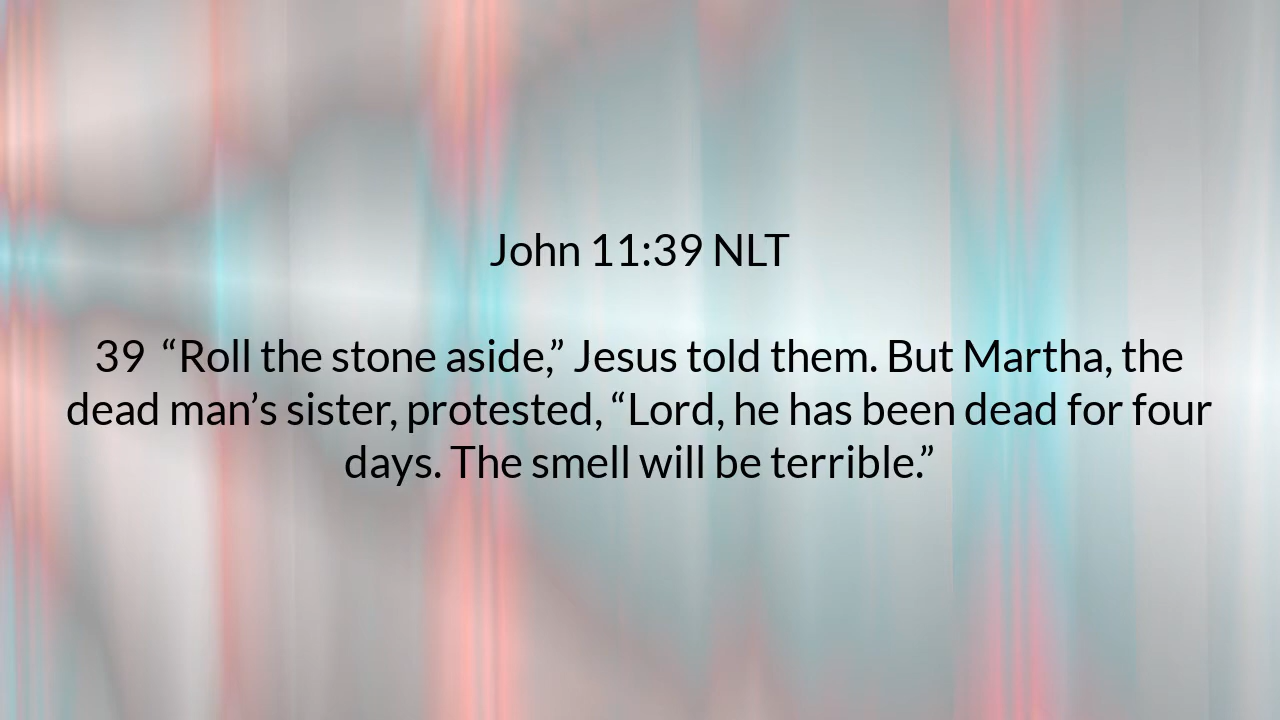 John 11:39 NLT
39 “Roll the stone aside,” Jesus told them. But Martha, the
dead man’s sister, protested, “Lord, he has been dead for four
days. The smell will be terrible.”